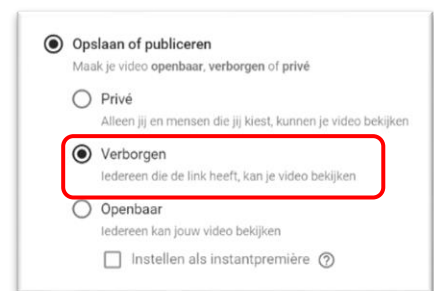 Opslaan of publiceren
Maak je video openbaar, verborgen of privé
Privé
Alleen jij en mensen die jij kiest, kunnen je video bekijken
Verborgen
Iedereen die de link heeft, kan je video bekijken
Openbaar
Iedereen kan jouw video bekijken
Instellen als instantpremière ?